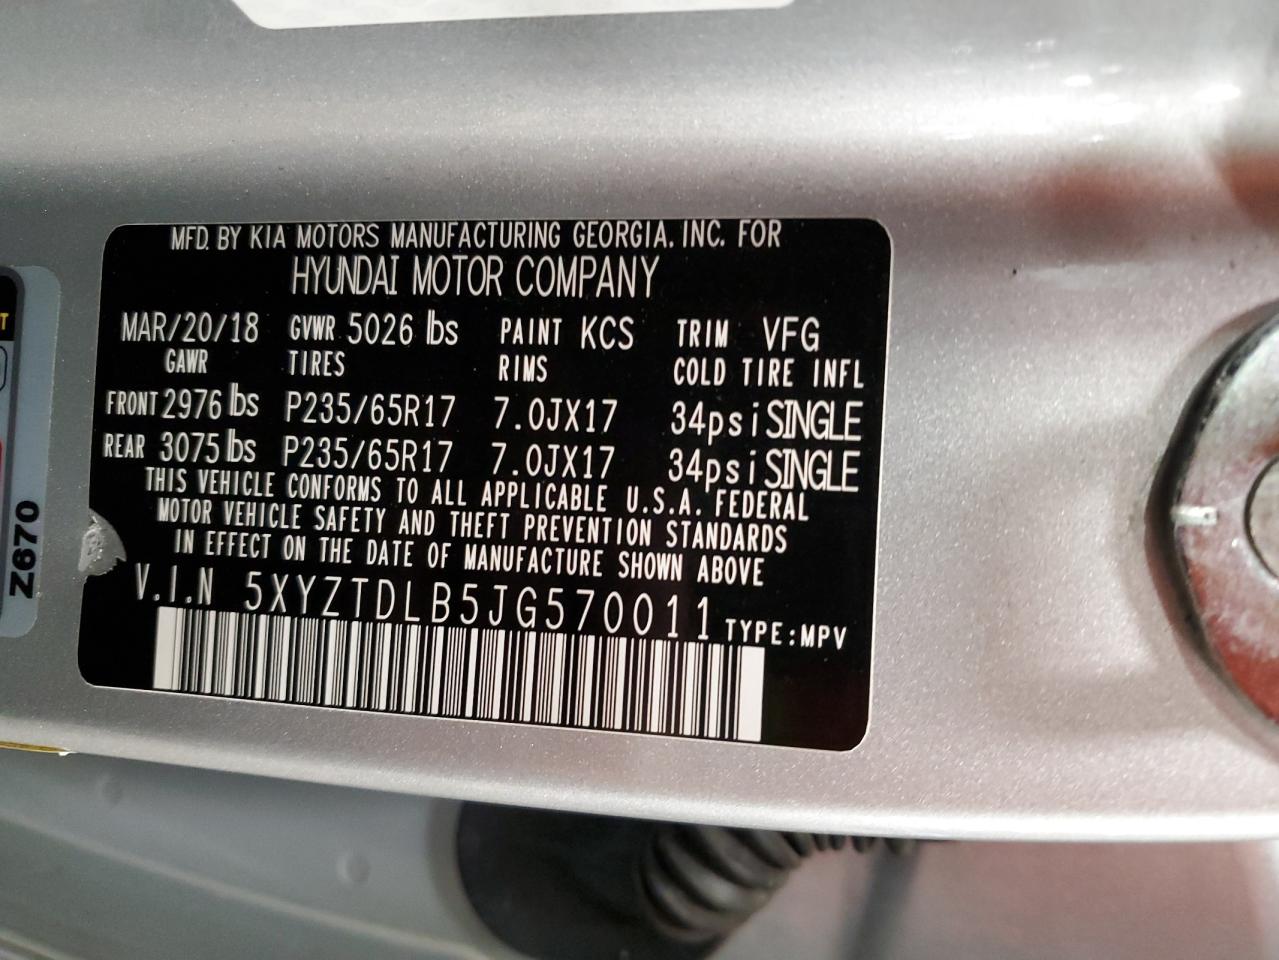 MFD. BY KIA MOTORS MANUFACTURING GEORGIA. INC. FOR
HYUNDAI MOTOR COMPANY
MAR/20/18 GVWR 5026 lbs PAINT KCS TRIM VFG
GAWR TIRES RIMS COLD TIRE INFL
FRONT 2976 lbs P235/65R17 7.0JX17 34psi SINGLE
REAR 3075 lbs P235/65R17 7.0JX17 34psi SINGLE
THIS VEHICLE CONFORMS TO ALL APPLICABLE U.S.A. FEDERAL
MOTOR VEHICLE SAFETY AND THEFT PREVENTION STANDARDS
IN EFFECT ON THE DATE OF MANUFACTURE SHOWN ABOVE
V.I.N 5XYZTDLB5JG570011 TYPE:MPV
Z670